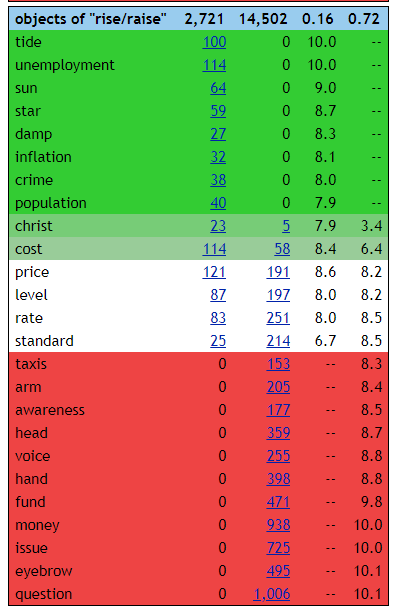 objects of "rise/raise" 2,721 14,502 0.16 0.72
tide 100 0 10.0 --
unemployment 114 0 10.0 --
sun 64 0 9.0 --
star 59 0 8.7 --
damp 27 0 8.3 --
inflation 32 0 8.1 --
crime 38 0 8.0 --
population 40 0 7.9 --
christ 23 5 7.9 3.4
cost 114 58 8.4 6.4
price 121 191 8.6 8.2
level 87 197 8.0 8.2
rate 83 251 8.0 8.5
standard 25 214 6.7 8.5
taxis 0 153 -- 8.3
arm 0 205 -- 8.4
awareness 0 177 -- 8.5
head 0 359 -- 8.7
voice 0 255 -- 8.8
hand 0 398 -- 8.8
fund 0 471 -- 9.8
money 0 938 -- 10.0
issue 0 725 -- 10.0
eyebrow 0 495 -- 10.1
question 0 1,006 -- 10.1